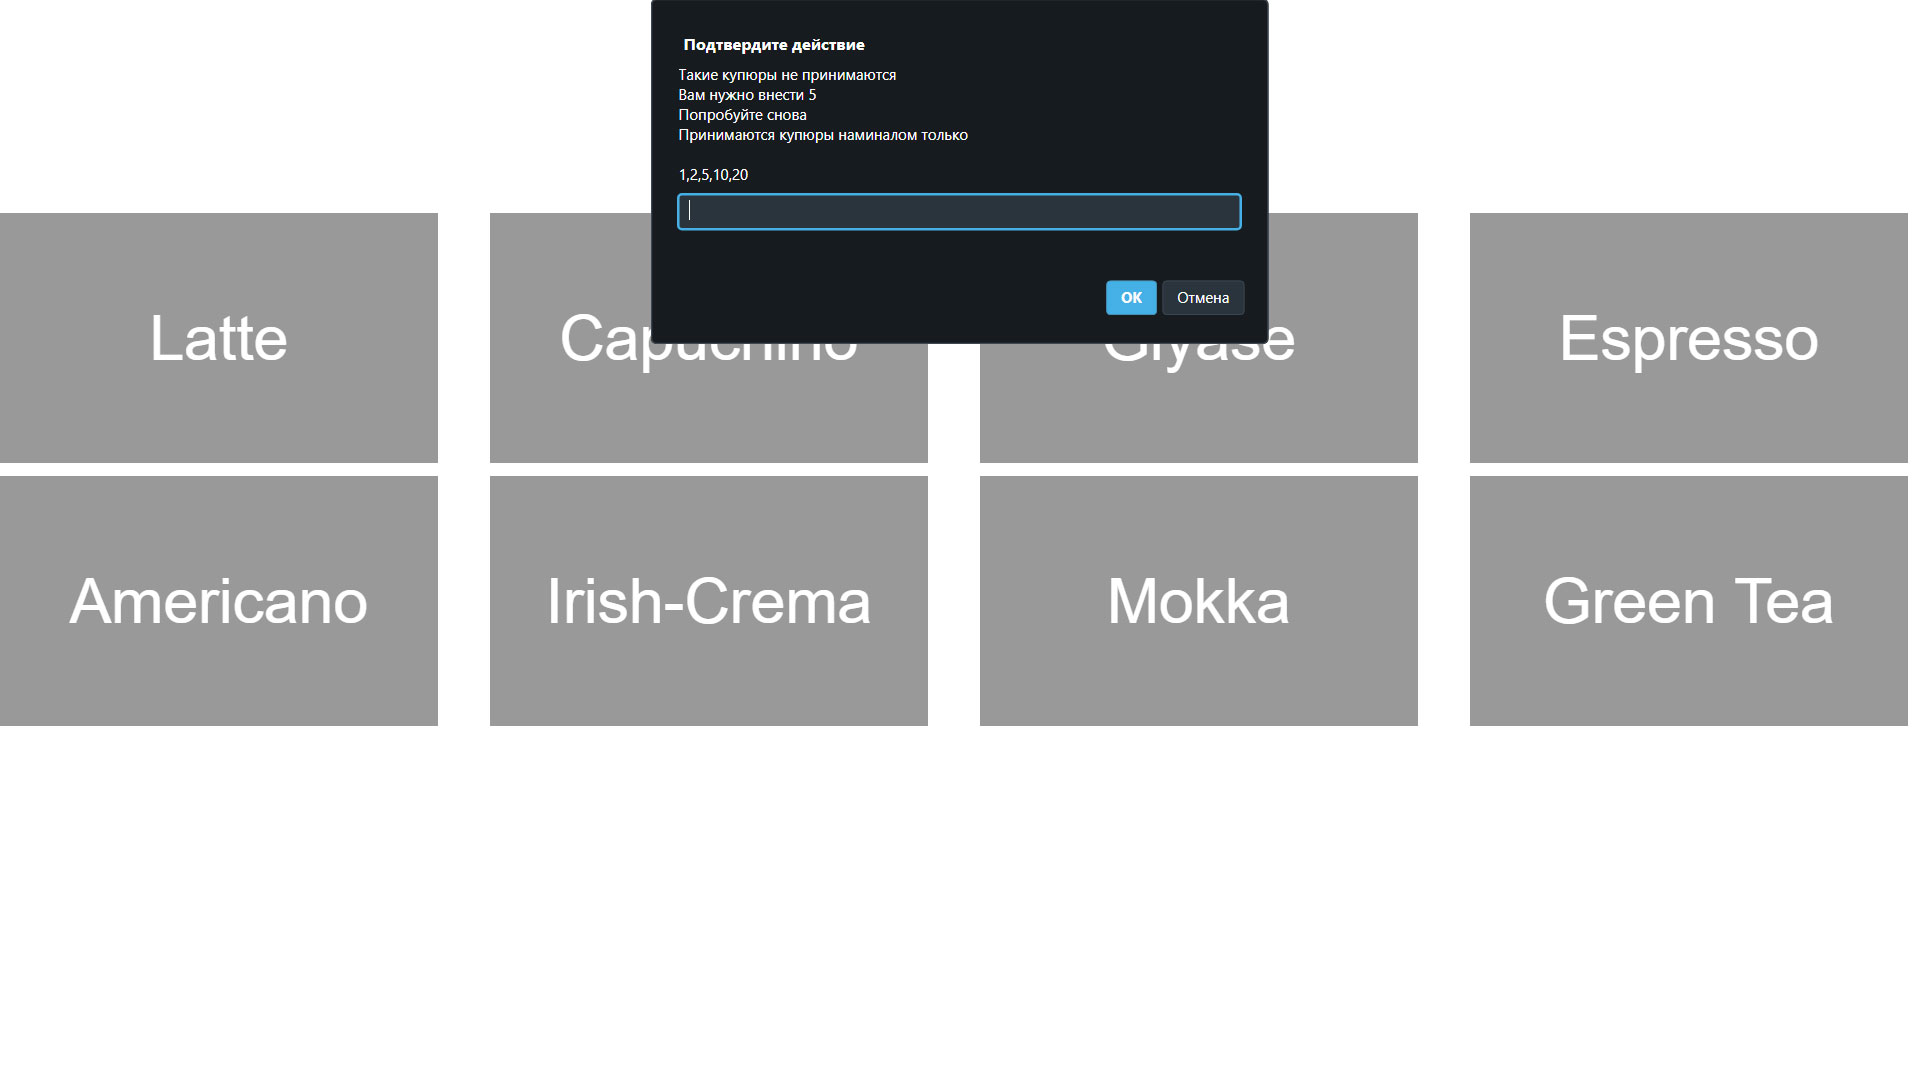 Подтвердите действие
Такие купюры не принимаются
Вам нужно внести 5
Попробуйте снова
Принимаются купюры наминалом только
1,2,5,10,20
OK Отмена
Latte Capuchino Glyase Espresso
Americano Irish-Crema Mokka Green Tea